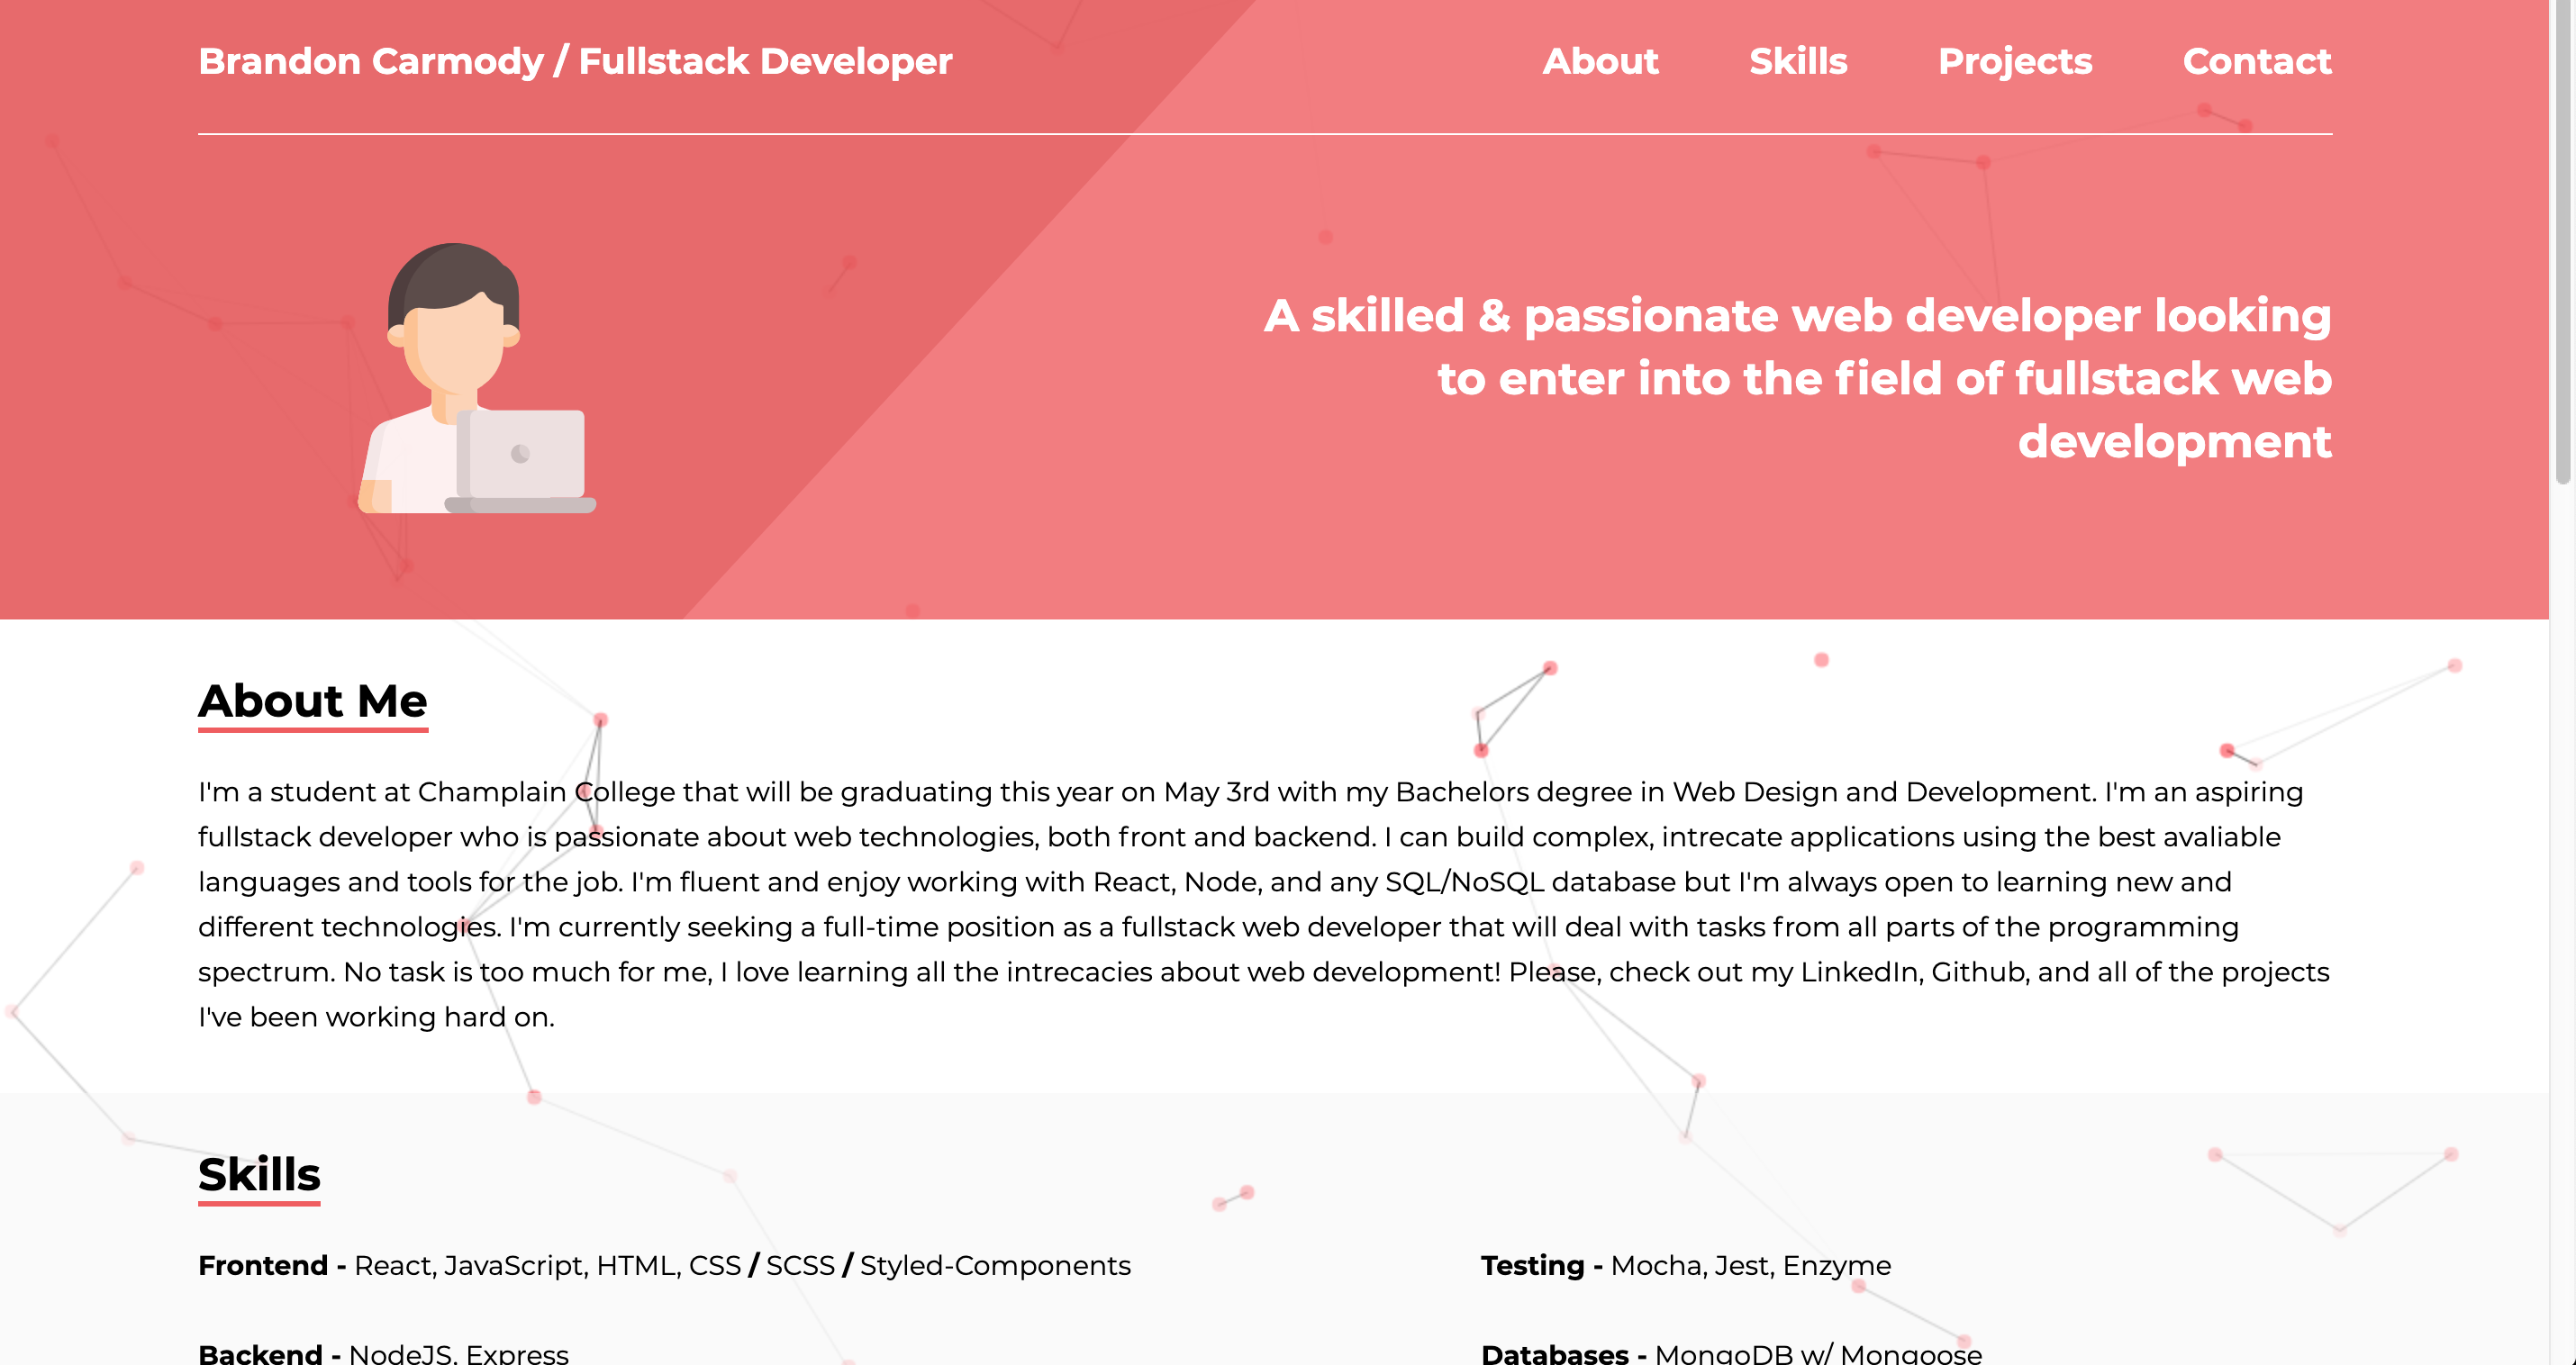 Brandon Carmody / Fullstack Developer
About Skills Projects Contact
A skilled & passionate web developer looking
to enter into the field of fullstack web
development
About Me
I'm a student at Champlain College that will be graduating this year on May 3rd with my Bachelors degree in Web Design and Development. I'm an aspiring
fullstack developer who is passionate about web technologies, both front and backend. I can build complex, intrecate applications using the best avaliable
languages and tools for the job. I'm fluent and enjoy working with React, Node, and any SQL/NoSQL database but I'm always open to learning new and
different technologies. I'm currently seeking a full-time position as a fullstack web developer that will deal with tasks from all parts of the programming
spectrum. No task is too much for me, I love learning all the intrecacies about web development! Please, check out my LinkedIn, Github, and all of the projects
I've been working hard on.
Skills
Frontend - React, JavaScript, HTML, CSS / SCSS / Styled-Components
Testing - Mocha, Jest, Enzyme
Backend - NodeJS, Express
Databases - MongoDB w/ Mongoose